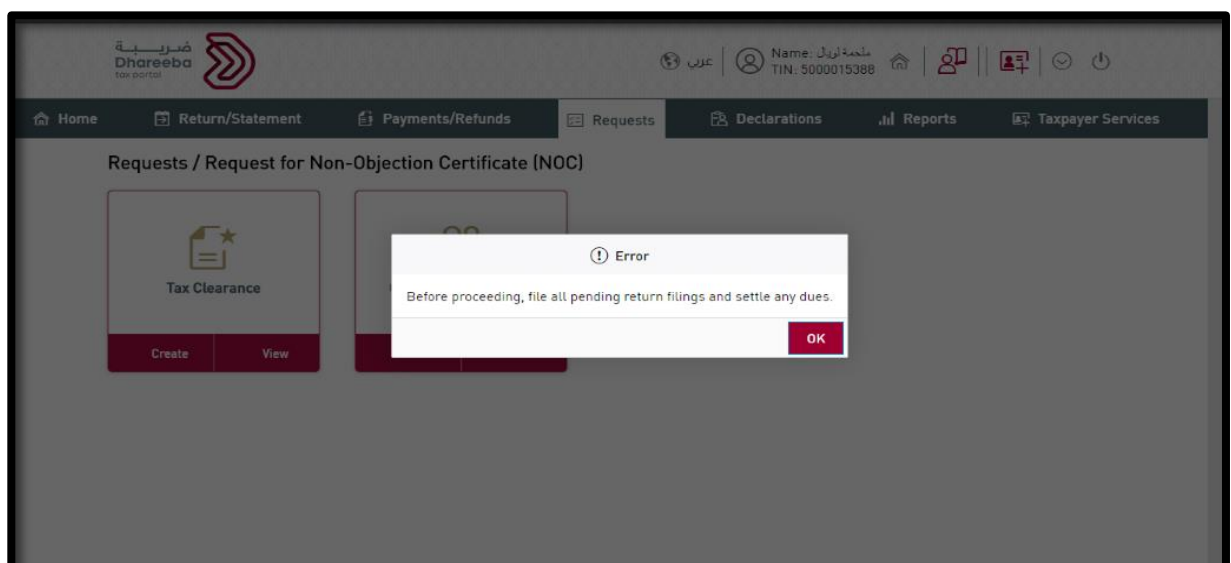 ضريبة
Dhareeba
tax portal
عربي
Name: ملحمة اريال
TIN: 5000015388
Home
Return/Statement
Payments/Refunds
Requests
Declarations
Reports
Taxpayer Services
Requests / Request for Non-Objection Certificate (NOC)
Tax Clearance
Create
View
Error
Before proceeding, file all pending return filings and settle any dues.
OK